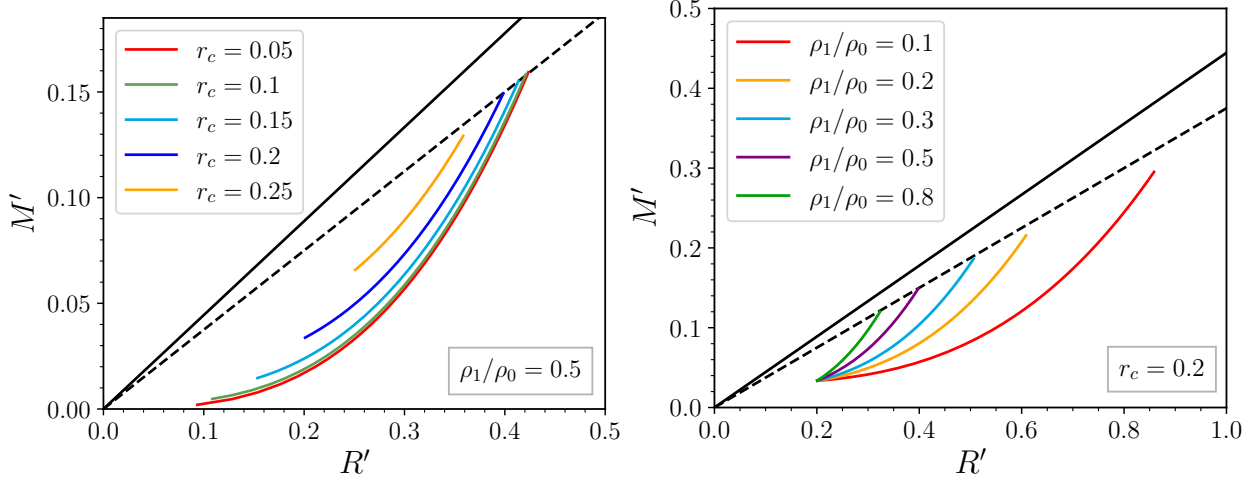 r_c = 0.05
r_c = 0.1
r_c = 0.15
r_c = 0.2
r_c = 0.25
ρ₁/ρ₀ = 0.5
0.00
0.05
0.10
0.15
M′
0.0 0.1 0.2 0.3 0.4 0.5
R′
ρ₁/ρ₀ = 0.1
ρ₁/ρ₀ = 0.2
ρ₁/ρ₀ = 0.3
ρ₁/ρ₀ = 0.5
ρ₁/ρ₀ = 0.8
r_c = 0.2
0.5
0.4
0.3
0.2
0.1
0.0
M′
0.0 0.2 0.4 0.6 0.8 1.0
R′